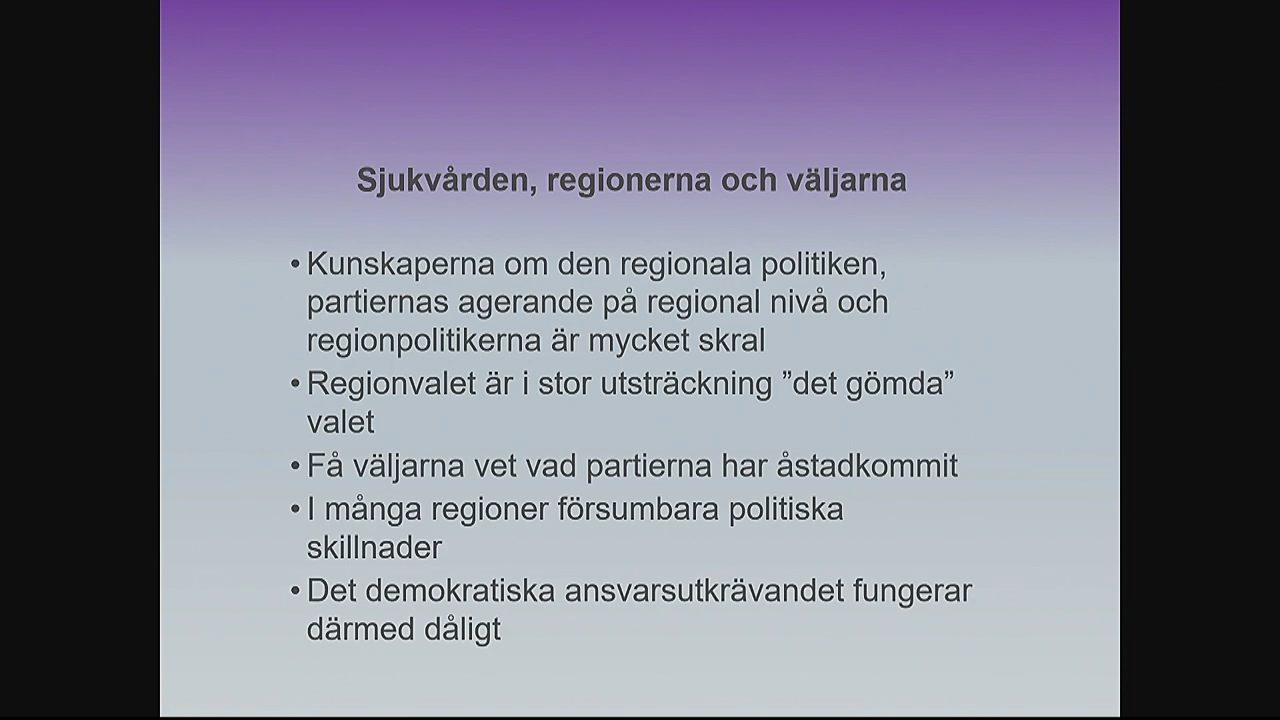 Sjukvården, regionerna och väljarna
• Kunskaperna om den regionala politiken,
partiernas agerande på regional nivå och
regionpolitikerna är mycket skral
• Regionvalet är i stor utsträckning ”det gömda”
valet
• Få väljarna vet vad partierna har åstadkommit
• I många regioner försumbara politiska
skillnader
• Det demokratiska ansvarsutkrävandet fungerar
därmed dåligt